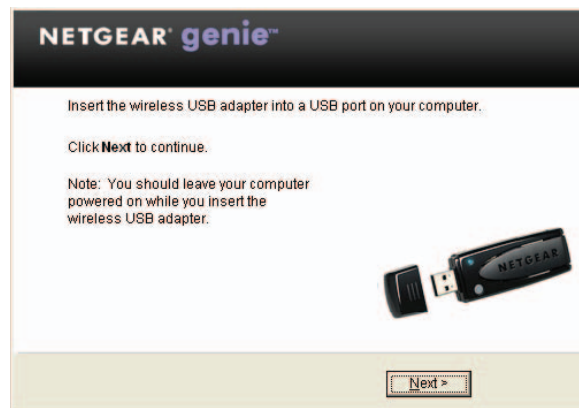 NETGEAR® genie™
Insert the wireless USB adapter into a USB port on your computer.
Click Next to continue.
Note: You should leave your computer
powered on while you insert the
wireless USB adapter.
NETGEAR
Next >